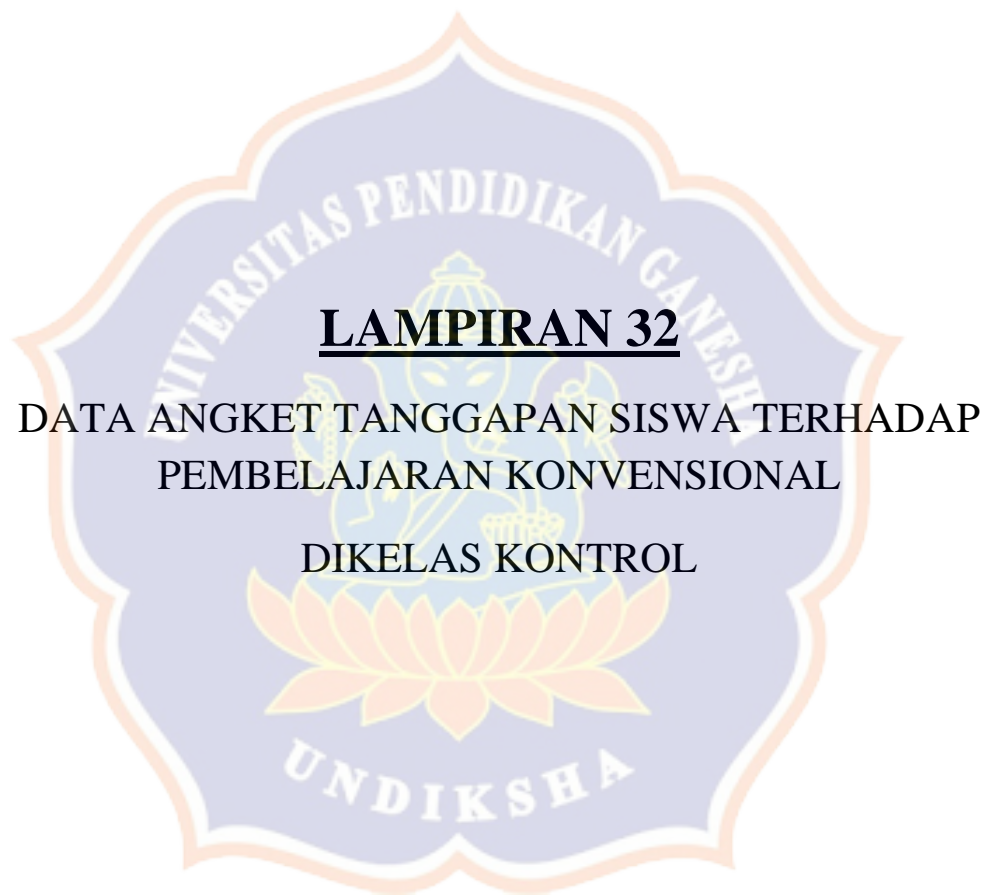 UNIVERSITAS PENDIDIKAN GANESHA
LAMPIRAN 32
DATA ANGKET TANGGAPAN SISWA TERHADAP
PEMBELAJARAN KONVENSIONAL
DIKELAS KONTROL
UNDIKSHA